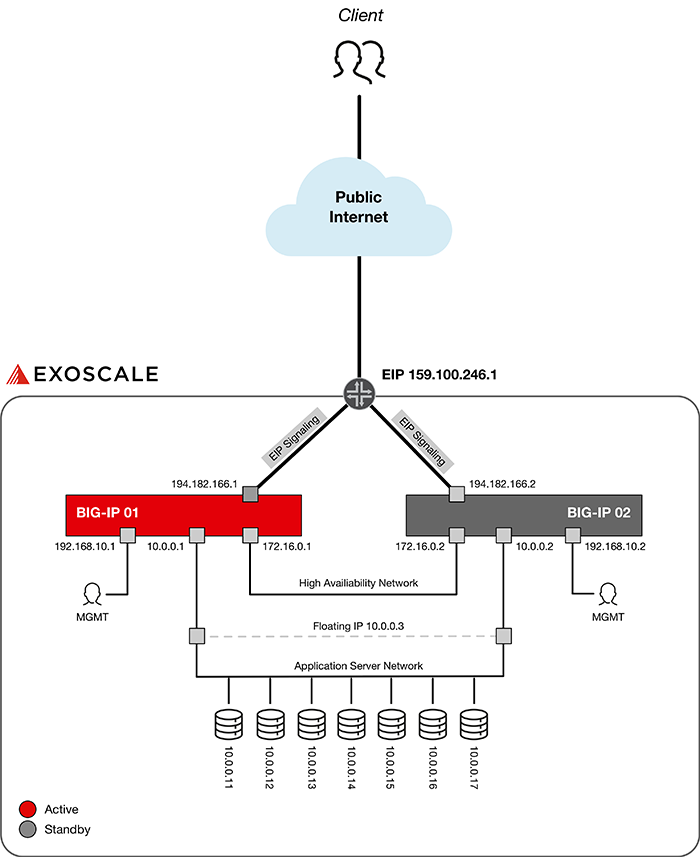 Client
Public
Internet
EXOSCALE
EIP 159.100.246.1
EIP Signaling
EIP Signaling
194.182.166.1
194.182.166.2
BIG-IP 01
BIG-IP 02
192.168.10.1
10.0.0.1
172.16.0.1
172.16.0.2
10.0.0.2
192.168.10.2
High Availiability Network
MGMT
MGMT
Floating IP 10.0.0.3
Application Server Network
10.0.0.11
10.0.0.12
10.0.0.13
10.0.0.14
10.0.0.15
10.0.0.16
10.0.0.17
Active
Standby